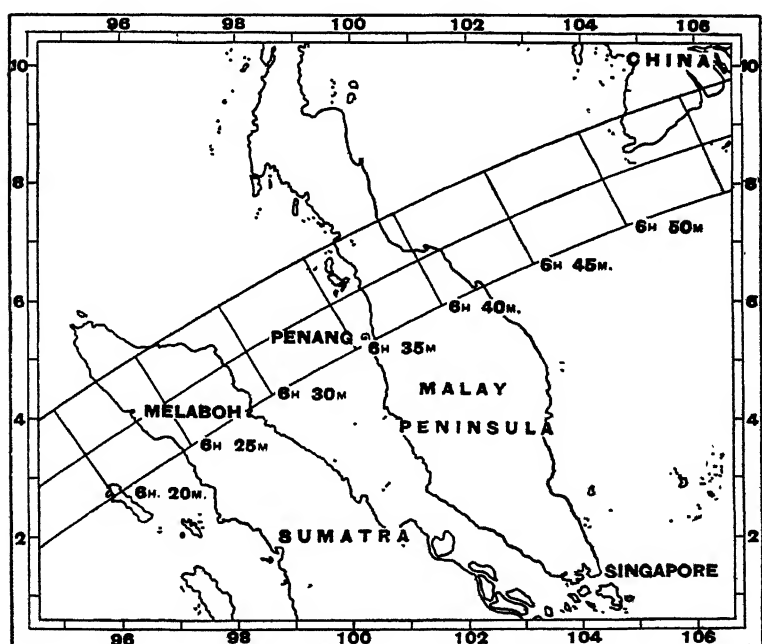 96 98 100 102 104 106
10 CHINA 10
8 8
6H 50M
6H 45M.
6 6H 40M. 6
PENANG 6H 35M
6H 30M MALAY
4 MELABOH 4
PENINSULA
6H 25M
6H. 20M.
2 SUMATRA 2
SINGAPORE
96 98 100 102 104 106